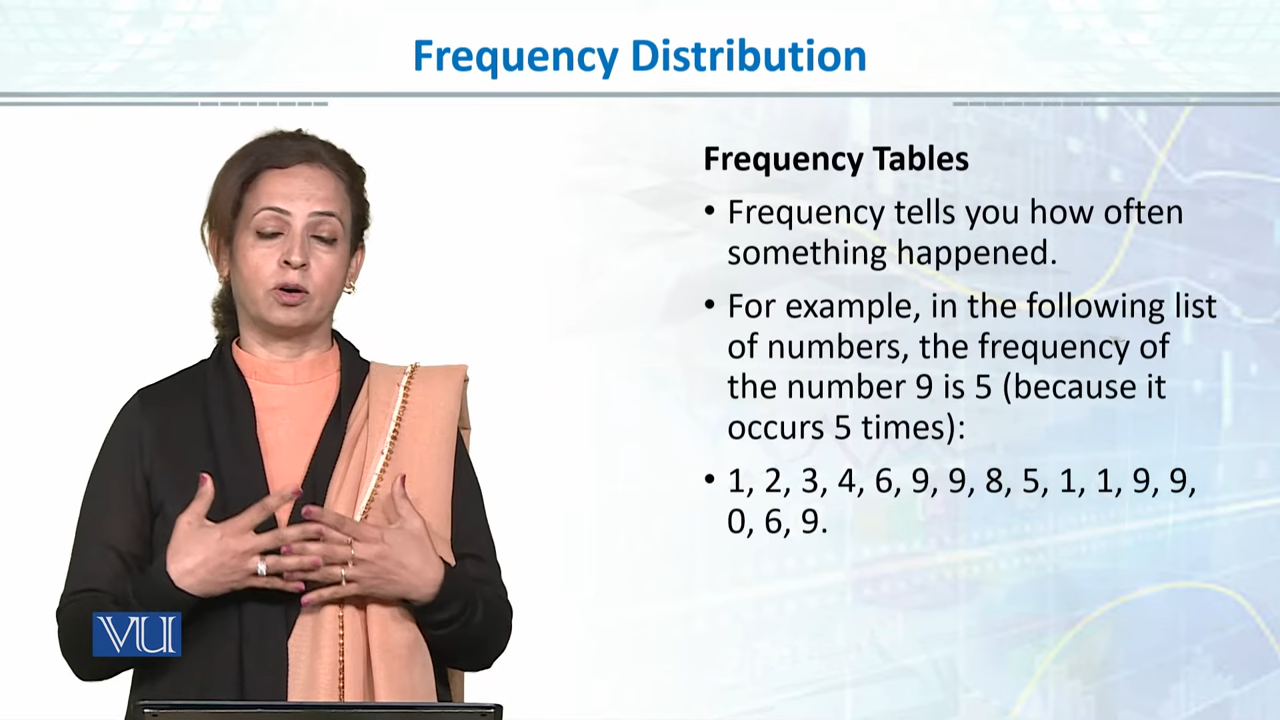 Frequency Distribution
Frequency Tables
• Frequency tells you how often
something happened.
• For example, in the following list
of numbers, the frequency of
the number 9 is 5 (because it
occurs 5 times):
• 1, 2, 3, 4, 6, 9, 9, 8, 5, 1, 1, 9, 9,
0, 6, 9.
VU